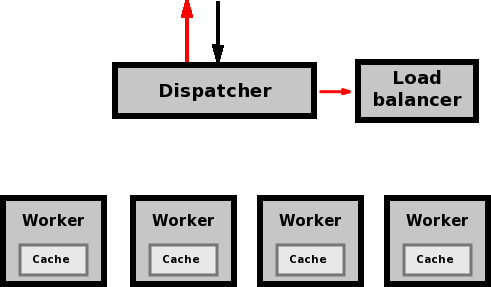 Dispatcher
Load
balancer
Worker
Worker
Worker
Worker
Cache
Cache
Cache
Cache